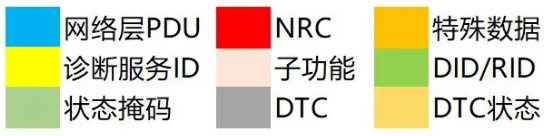 网络层PDU NRC 特殊数据
诊断服务ID 子功能 DID/RID
状态掩码 DTC DTC状态